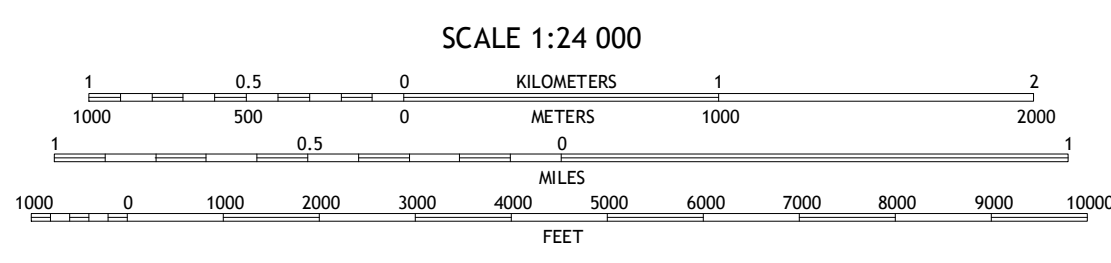 SCALE 1:24 000
1 0.5 0 KILOMETERS 1 2
1000 500 0 METERS 1000 2000
1 0.5 0 1
MILES
1000 0 1000 2000 3000 4000 5000 6000 7000 8000 9000 10000
FEET